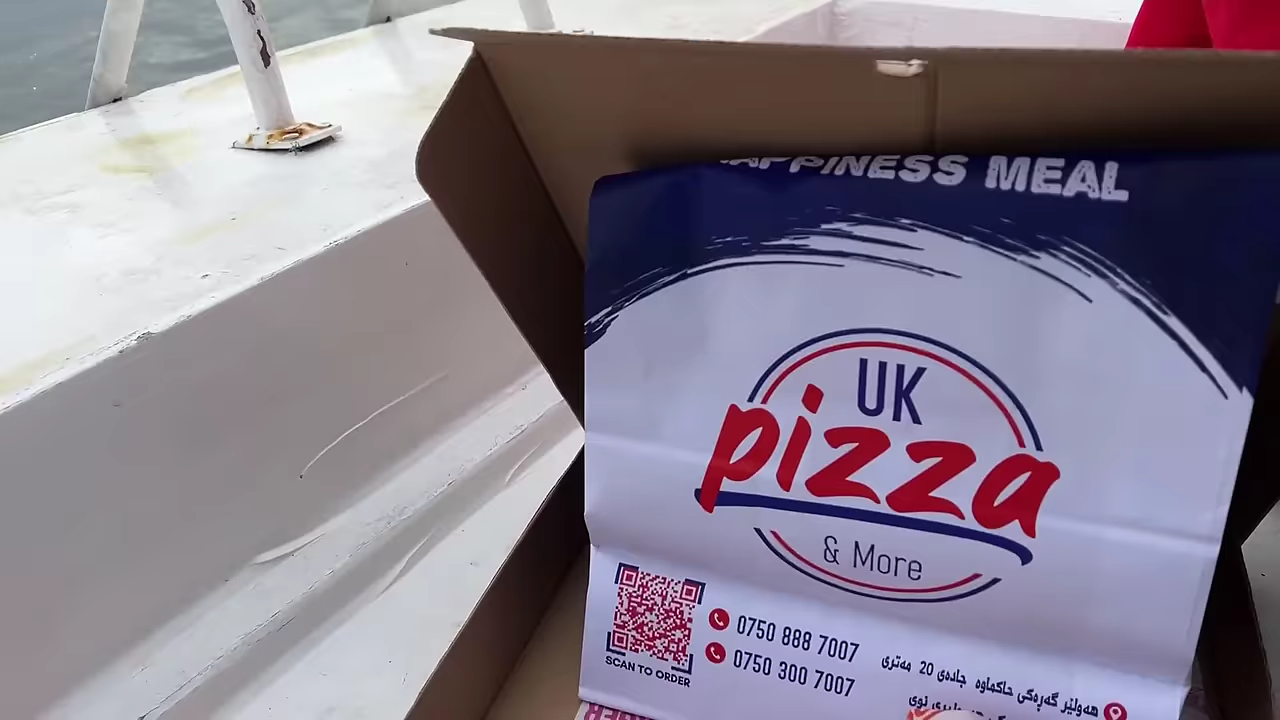 HAPPINESS MEAL
UK
pizza
& More
SCAN TO ORDER
0750 888 7007
0750 300 7007
هەولێر گەڕەکی حاکماوە جادەی 20 مەتری
نوێ